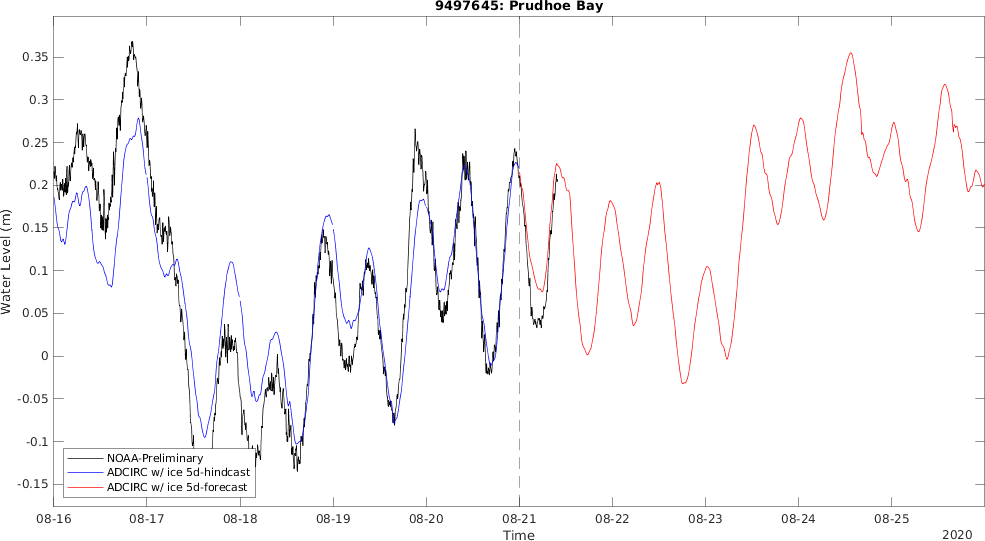 9497645: Prudhoe Bay
0.35
0.3
0.25
0.2
0.15
0.1
0.05
0
-0.05
-0.1
-0.15
Water Level (m)
NOAA-Preliminary
ADCIRC w/ ice 5d-hindcast
ADCIRC w/ ice 5d-forecast
08-16 08-17 08-18 08-19 08-20 08-21 08-22 08-23 08-24 08-25
Time
2020